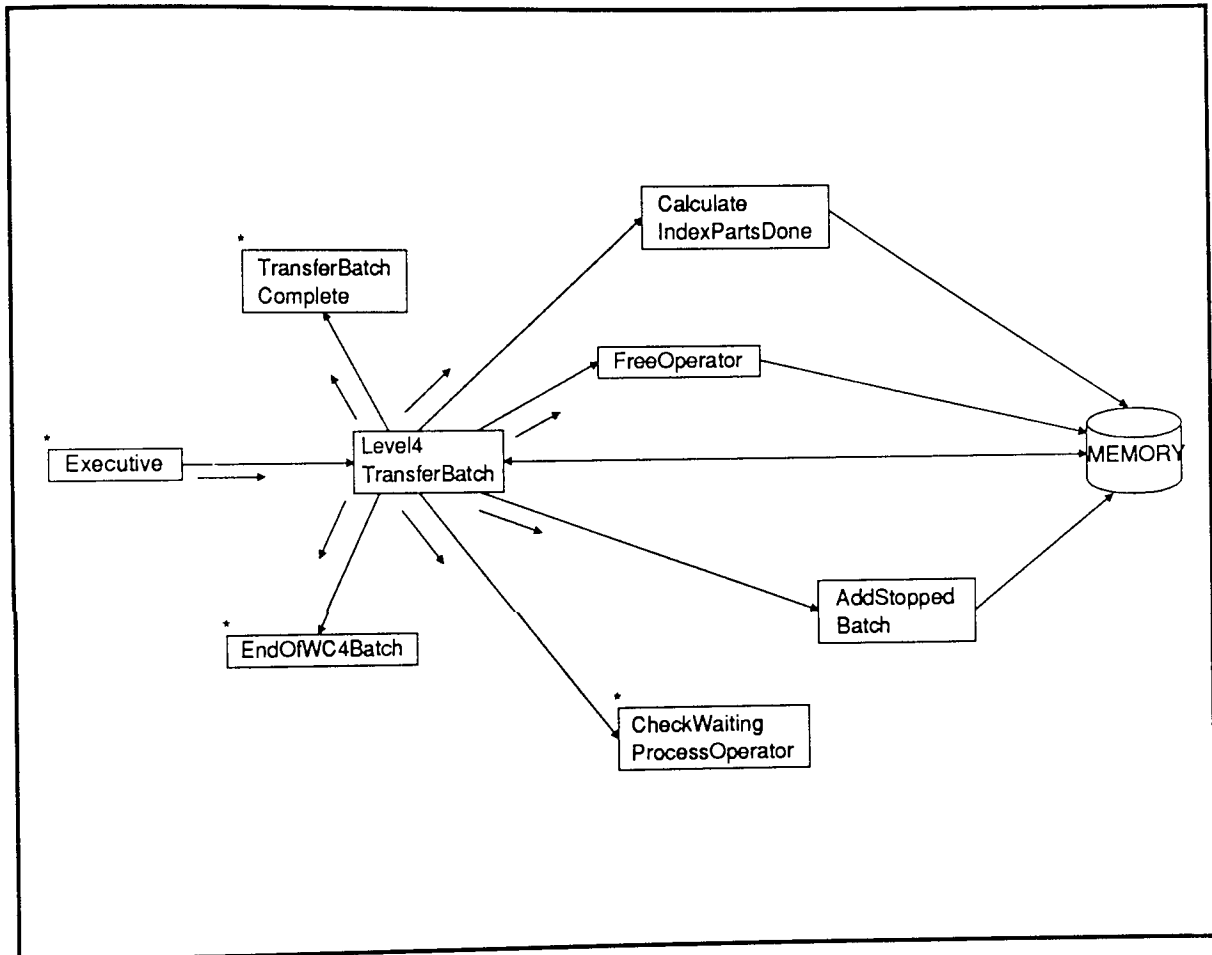 Calculate
IndexPartsDone
*
TransferBatch
Complete
FreeOperator
*
Executive
Level4
TransferBatch
MEMORY
AddStopped
Batch
*
EndOfWC4Batch
*
CheckWaiting
ProcessOperator